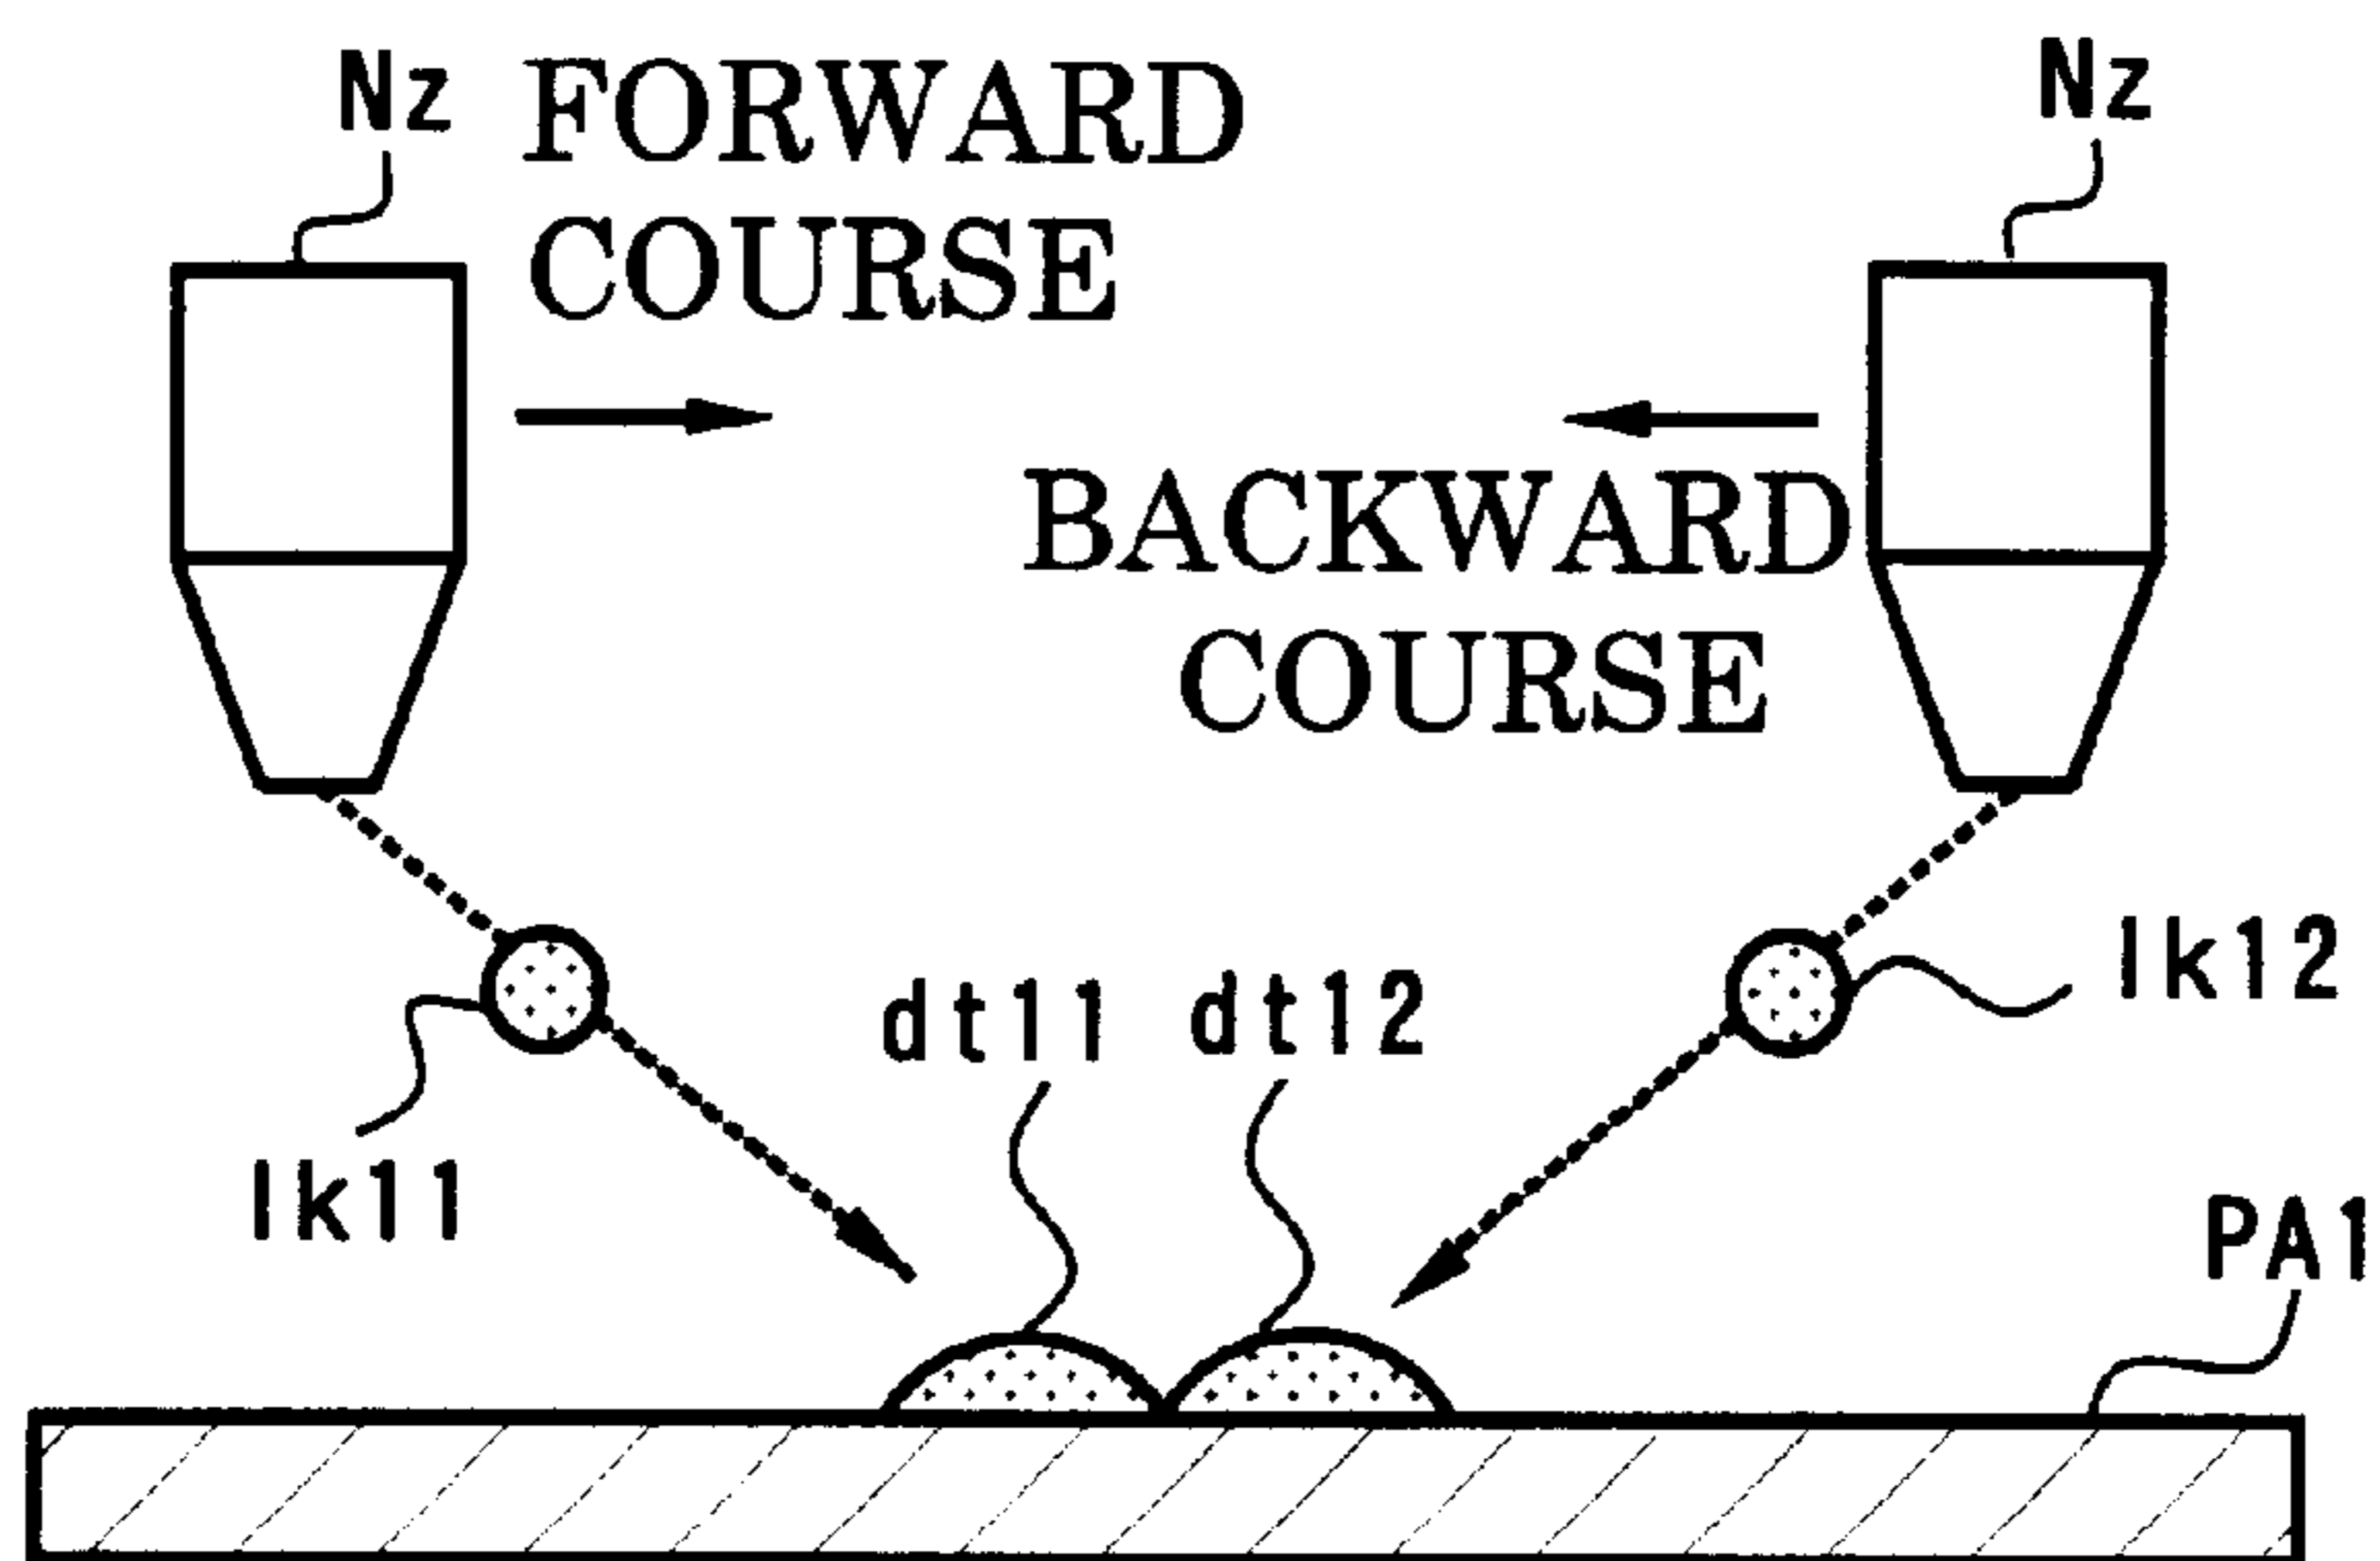 Nz
FORWARD
COURSE
Nz
BACKWARD
COURSE
Ik11
dt11
dt12
Ik12
PA1